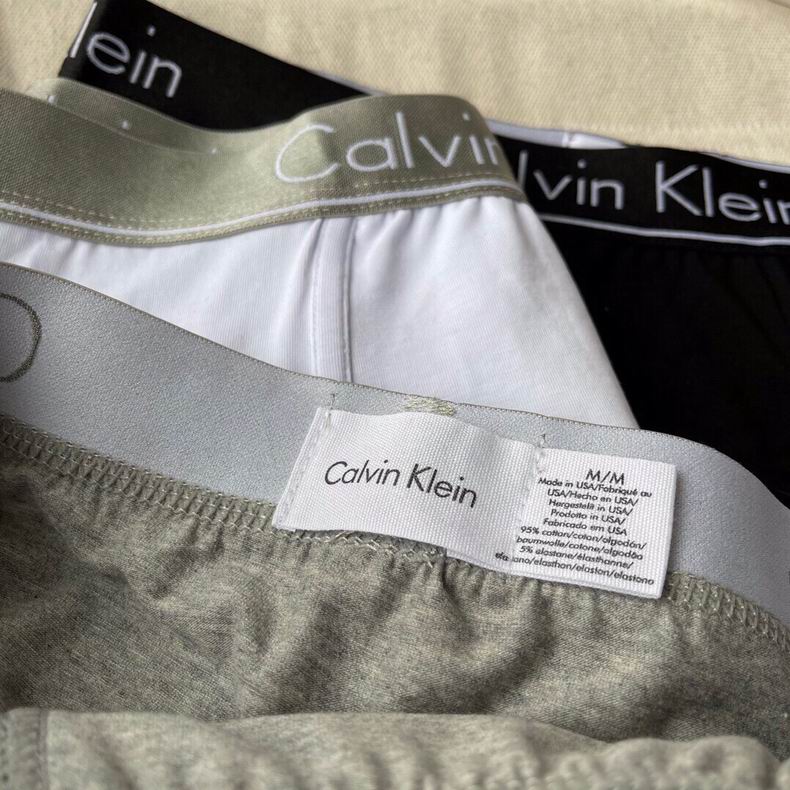 lein
Calvin
lvin Klein
Calvin Klein
M/M
Made in USA/Fabriqué au
USA/Hecho en USA/
Hergestellt in USA/
Prodotto in USA/
Fabricado em USA
95% cotton/coton/algodón/
baumwolle/cotone/algodão
5% elastane/élasthanne/
elastano/elasthan/elastan/elastano